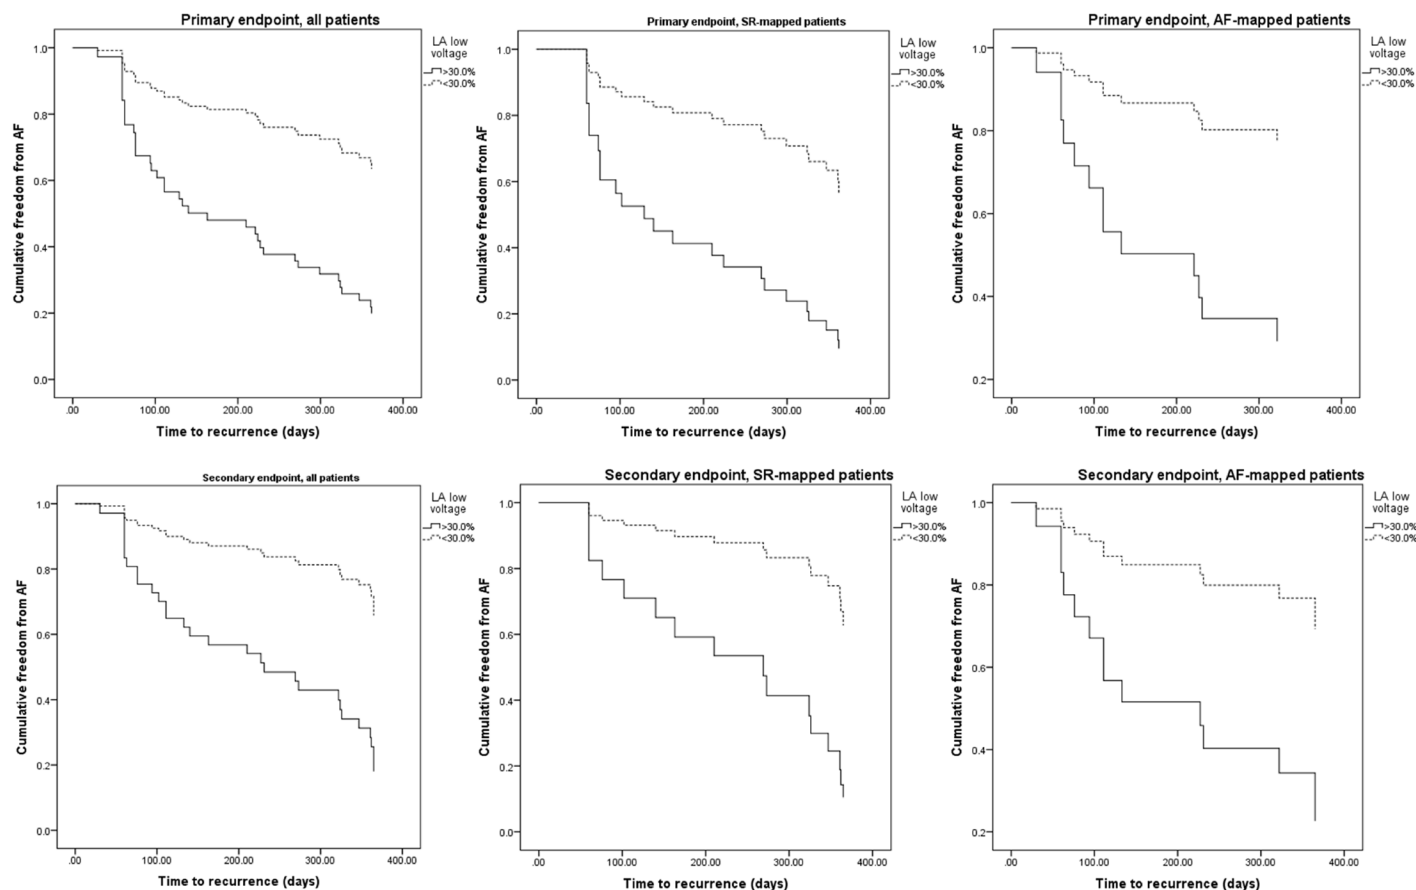 Primary endpoint, all patients
LA low
voltage
>30.0%
<30.0%
Cumulative freedom from AF
1.0
0.8
0.6
0.4
0.2
0.0
.00 100.00 200.00 300.00 400.00
Time to recurrence (days)
Primary endpoint, SR-mapped patients
LA low
voltage
>30.0%
<30.0%
Cumulative freedom from AF
1.0
0.8
0.6
0.4
0.2
0.0
.00 100.00 200.00 300.00 400.00
Time to recurrence (days)
Primary endpoint, AF-mapped patients
LA low
voltage
>30.0%
<30.0%
Cumulative freedom from AF
1.0
0.8
0.6
0.4
0.2
.00 100.00 200.00 300.00 400.00
Time to recurrence (days)
Secondary endpoint, all patients
LA low
voltage
>30.0%
<30.0%
Cumulative freedom from AF
1.0
0.8
0.6
0.4
0.2
0.0
.00 100.00 200.00 300.00 400.00
Time to recurrence (days)
Secondary endpoint, SR-mapped patients
LA low
voltage
>30.0%
<30.0%
Cumulative freedom from AF
1.0
0.8
0.6
0.4
0.2
0.0
.00 100.00 200.00 300.00 400.00
Time to recurrence (days)
Secondary endpoint, AF-mapped patients
LA low
voltage
>30.0%
<30.0%
Cumulative freedom from AF
1.0
0.8
0.6
0.4
0.2
.00 100.00 200.00 300.00 400.00
Time to recurrence (days)